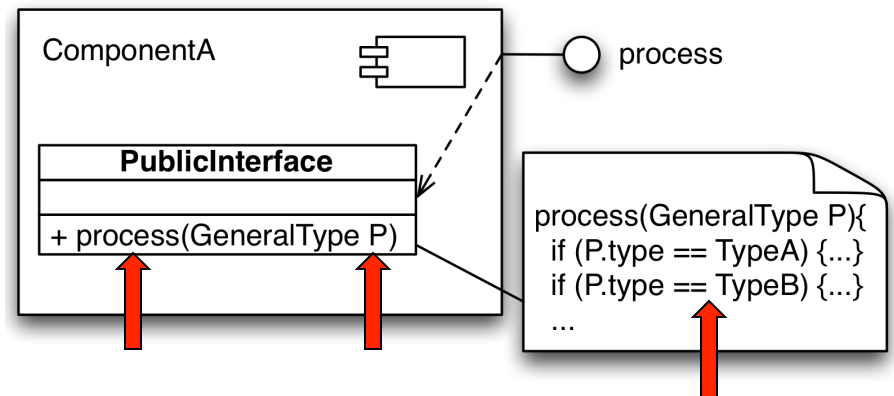 ComponentA
process
PublicInterface
+ process(GeneralType P)
process(GeneralType P){
if (P.type == TypeA) {...}
if (P.type == TypeB) {...}
...